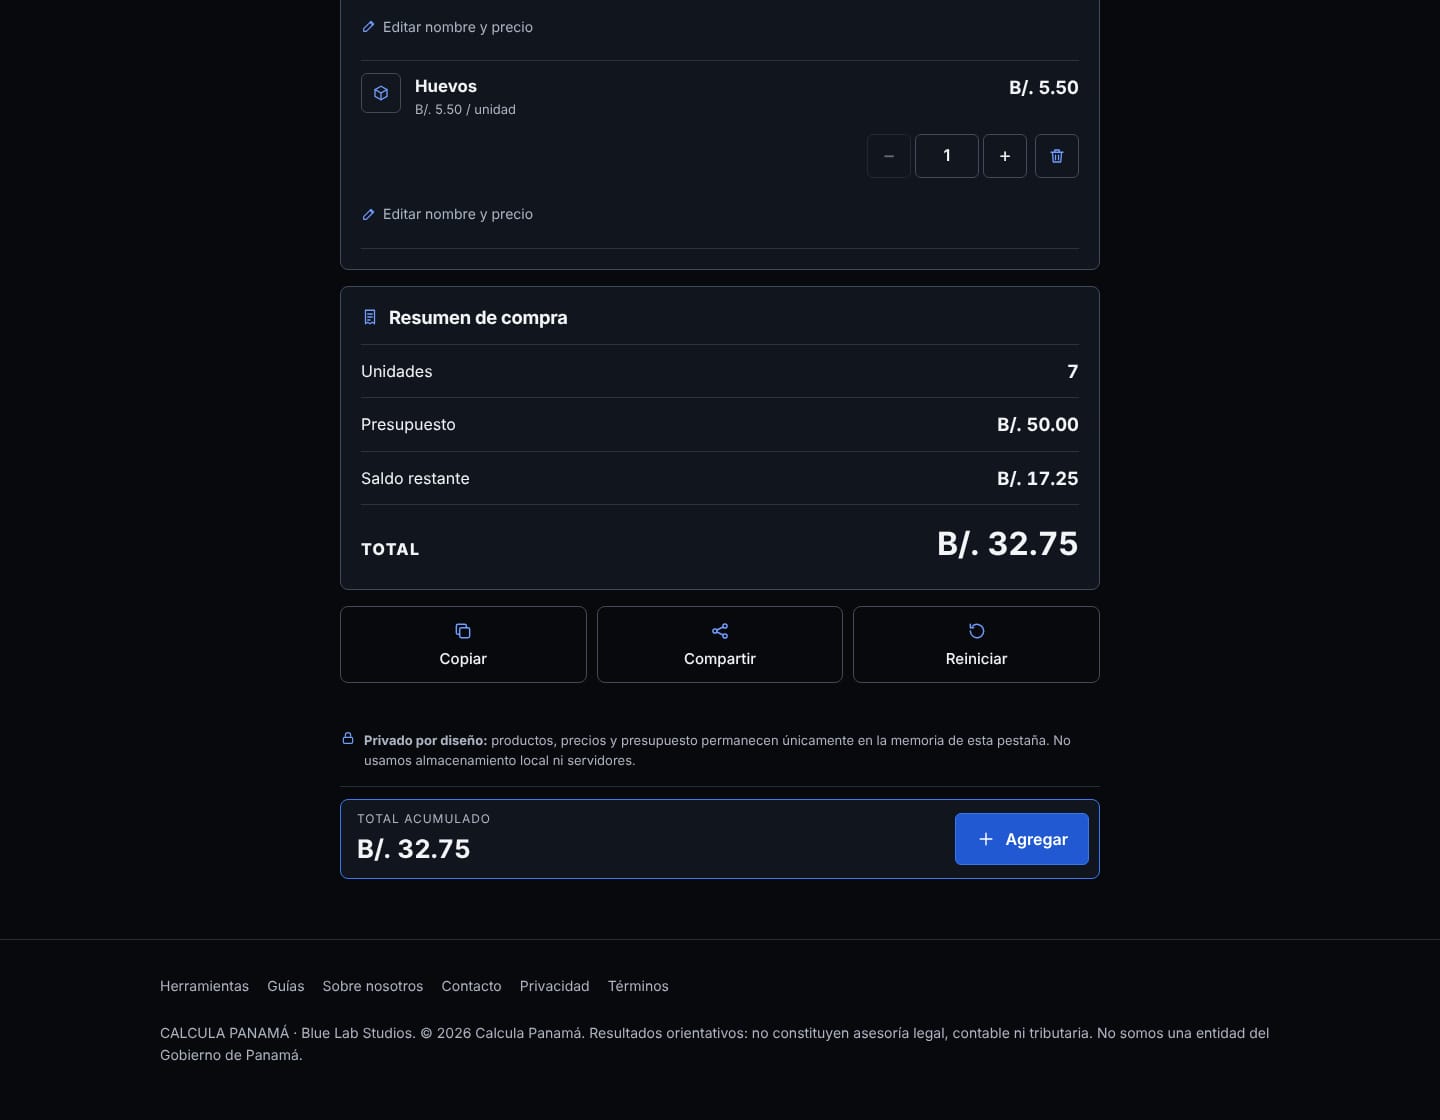 Editar nombre y precio
Huevos
B/. 5.50
B/. 5.50 / unidad
− 1 +
Editar nombre y precio
Resumen de compra
Unidades 7
Presupuesto B/. 50.00
Saldo restante B/. 17.25
TOTAL B/. 32.75
Copiar Compartir Reiniciar
Privado por diseño: productos, precios y presupuesto permanecen únicamente en la memoria de esta pestaña. No
usamos almacenamiento local ni servidores.
TOTAL ACUMULADO
B/. 32.75
+ Agregar
Herramientas Guías Sobre nosotros Contacto Privacidad Términos
CALCULA PANAMÁ · Blue Lab Studios. © 2026 Calcula Panamá. Resultados orientativos: no constituyen asesoría legal, contable ni tributaria. No somos una entidad del
Gobierno de Panamá.